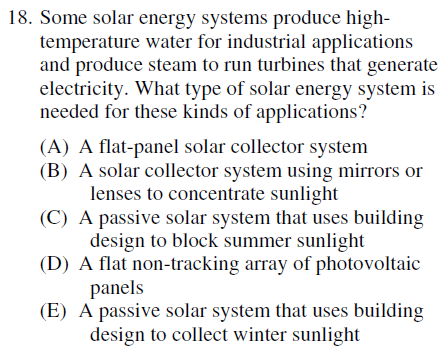 18. Some solar energy systems produce high-
temperature water for industrial applications
and produce steam to run turbines that generate
electricity. What type of solar energy system is
needed for these kinds of applications?
(A) A flat-panel solar collector system
(B) A solar collector system using mirrors or
lenses to concentrate sunlight
(C) A passive solar system that uses building
design to block summer sunlight
(D) A flat non-tracking array of photovoltaic
panels
(E) A passive solar system that uses building
design to collect winter sunlight